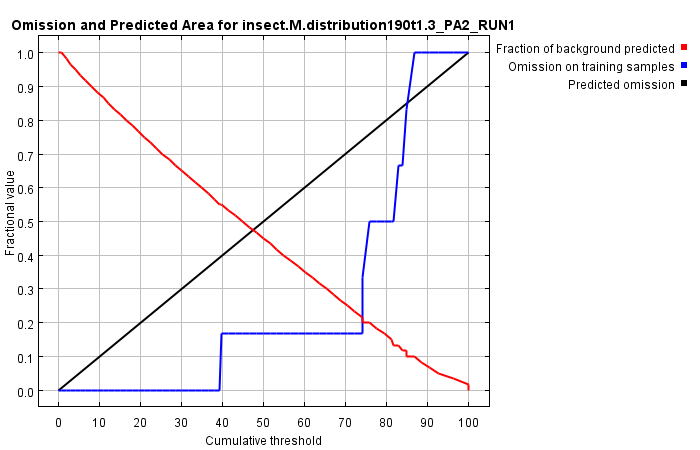 Omission and Predicted Area for insect.M.distribution190t1.3_PA2_RUN1
Fraction of background predicted
Omission on training samples
Predicted omission
1.0
0.9
0.8
0.7
0.6
0.5
0.4
0.3
0.2
0.1
0.0
Fractional value
0 10 20 30 40 50 60 70 80 90 100
Cumulative threshold